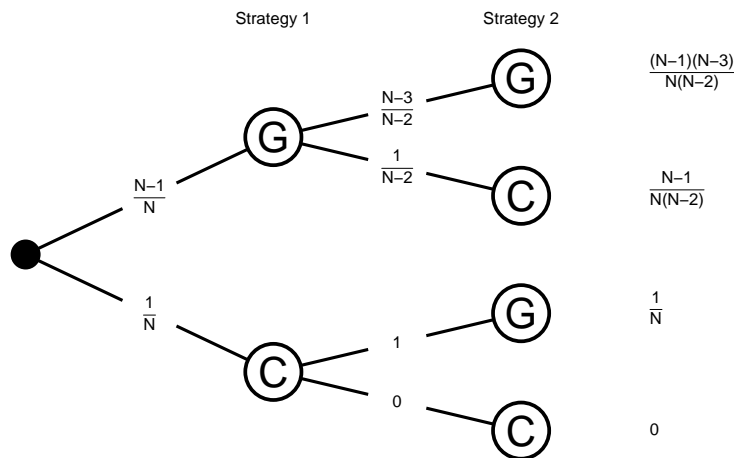 Strategy 1 Strategy 2
G (N–1)(N–3)
N(N–2)
N–3
N–2
G
1
N–2
N–1
N
C N–1
N(N–2)
1
N
G 1
N
1
C
0
C 0